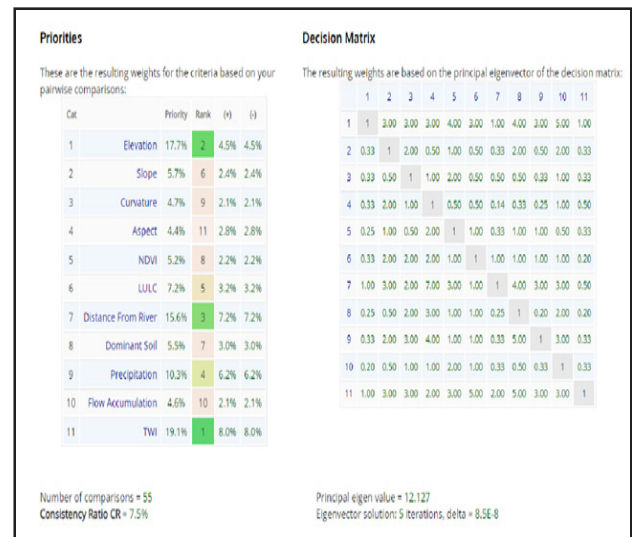 Priorities
These are the resulting weights for the criteria based on your
pairwise comparisons:
Cat Priority Rank (+) (-)
1 Elevation 17.7% 2 4.5% 4.5%
2 Slope 5.7% 6 2.4% 2.4%
3 Curvature 4.7% 9 2.1% 2.1%
4 Aspect 4.4% 11 2.8% 2.8%
5 NDVI 5.2% 8 2.2% 2.2%
6 LULC 7.2% 5 3.2% 3.2%
7 Distance From River 15.6% 3 7.2% 7.2%
8 Dominant Soil 5.5% 7 3.0% 3.0%
9 Precipitation 10.3% 4 6.2% 6.2%
10 Flow Accumulation 4.6% 10 2.1% 2.1%
11 TWI 19.1% 1 8.0% 8.0%
Number of comparisons = 55
Consistency Ratio CR = 7.5%
Decision Matrix
The resulting weights are based on the principal eigenvector of the decision matrix:
1 2 3 4 5 6 7 8 9 10 11
1 1 3.00 3.00 3.00 4.00 3.00 1.00 4.00 3.00 5.00 1.00
2 0.33 1 2.00 0.50 1.00 0.50 0.33 2.00 0.50 2.00 0.33
3 0.33 0.50 1 1.00 2.00 0.50 0.50 0.50 0.33 1.00 0.33
4 0.33 2.00 1.00 1 0.50 0.50 0.14 0.33 0.25 1.00 0.50
5 0.25 1.00 0.50 2.00 1 1.00 0.33 1.00 1.00 0.50 0.33
6 0.33 2.00 2.00 2.00 1.00 1 1.00 1.00 1.00 1.00 0.20
7 1.00 3.00 2.00 7.00 3.00 1.00 1 4.00 3.00 3.00 0.50
8 0.25 0.50 2.00 3.00 1.00 1.00 0.25 1 0.20 2.00 0.20
9 0.33 2.00 3.00 4.00 1.00 1.00 0.33 5.00 1 3.00 0.33
10 0.20 0.50 1.00 1.00 2.00 1.00 0.33 0.50 0.33 1 0.33
11 1.00 3.00 3.00 2.00 3.00 5.00 2.00 5.00 3.00 3.00 1
Principal eigen value = 12.127
Eigenvector solution: 5 iterations, delta = 8.5E-8